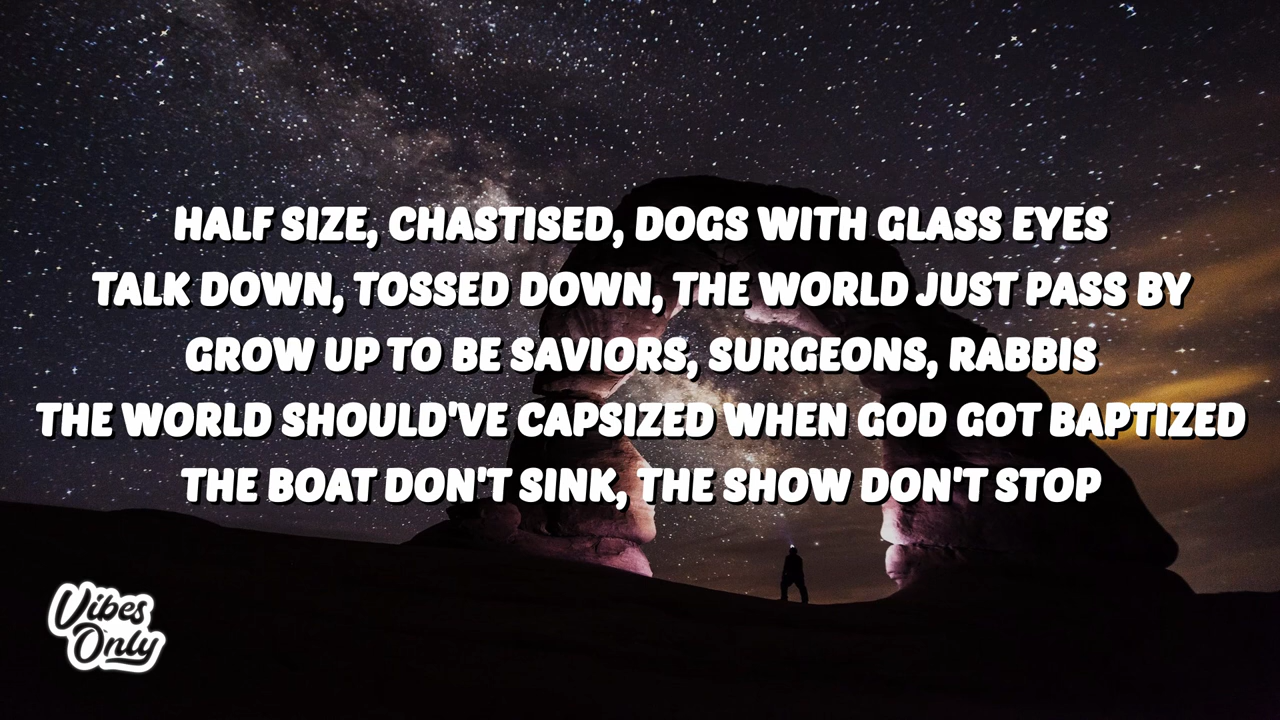 HALF SIZE, CHASTISED, DOGS WITH GLASS EYES
TALK DOWN, TOSSED DOWN, THE WORLD JUST PASS BY
GROW UP TO BE SAVIORS, SURGEONS, RABBIS
THE WORLD SHOULD'VE CAPSIZED WHEN GOD GOT BAPTIZED
THE BOAT DON'T SINK, THE SHOW DON'T STOP
Vibes
Only